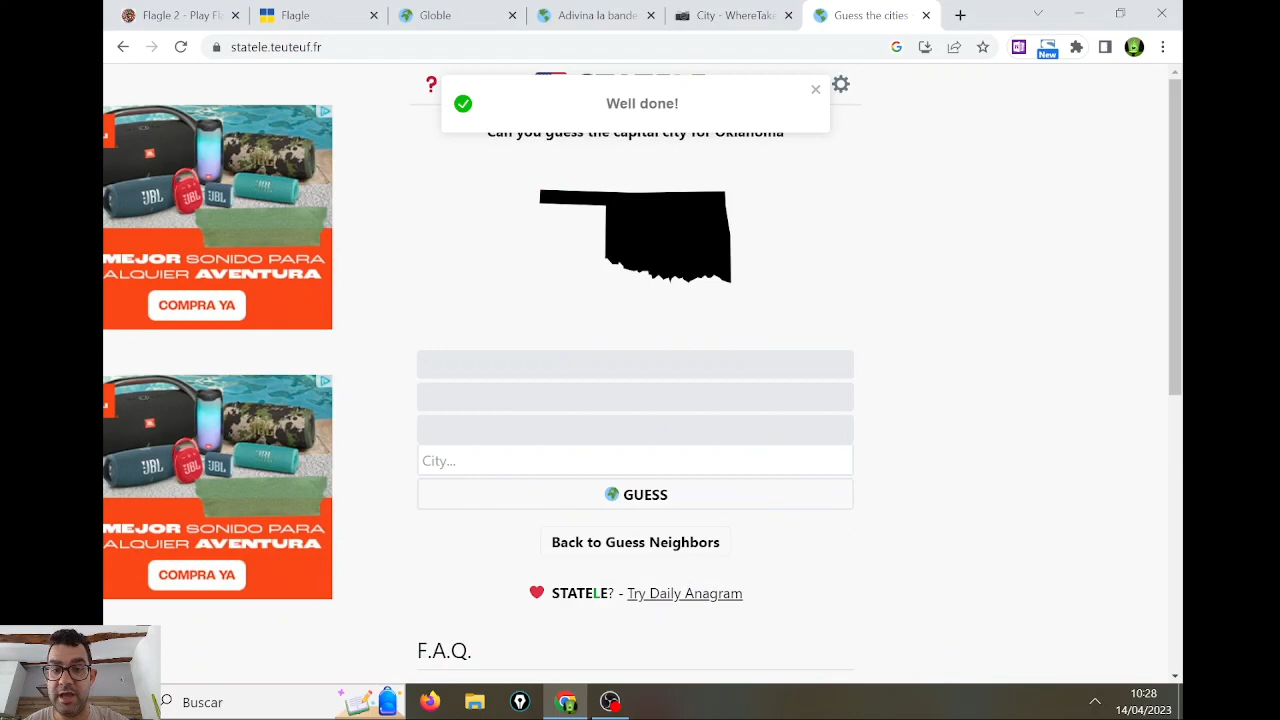 Flagle 2 - Play Fl
Flagle
Globle
Adivina la bande
City - WhereTake
Guess the cities
statele.teuteuf.fr
New
?
Well done!
Can you guess the capital city for Oklahoma
JBL
MEJOR SONIDO PARA
ALQUIER AVENTURA
COMPRA YA
City...
GUESS
Back to Guess Neighbors
STATELE? - Try Daily Anagram
F.A.Q.
JBL
MEJOR SONIDO PARA
ALQUIER AVENTURA
COMPRA YA
Buscar
10:28
14/04/2023